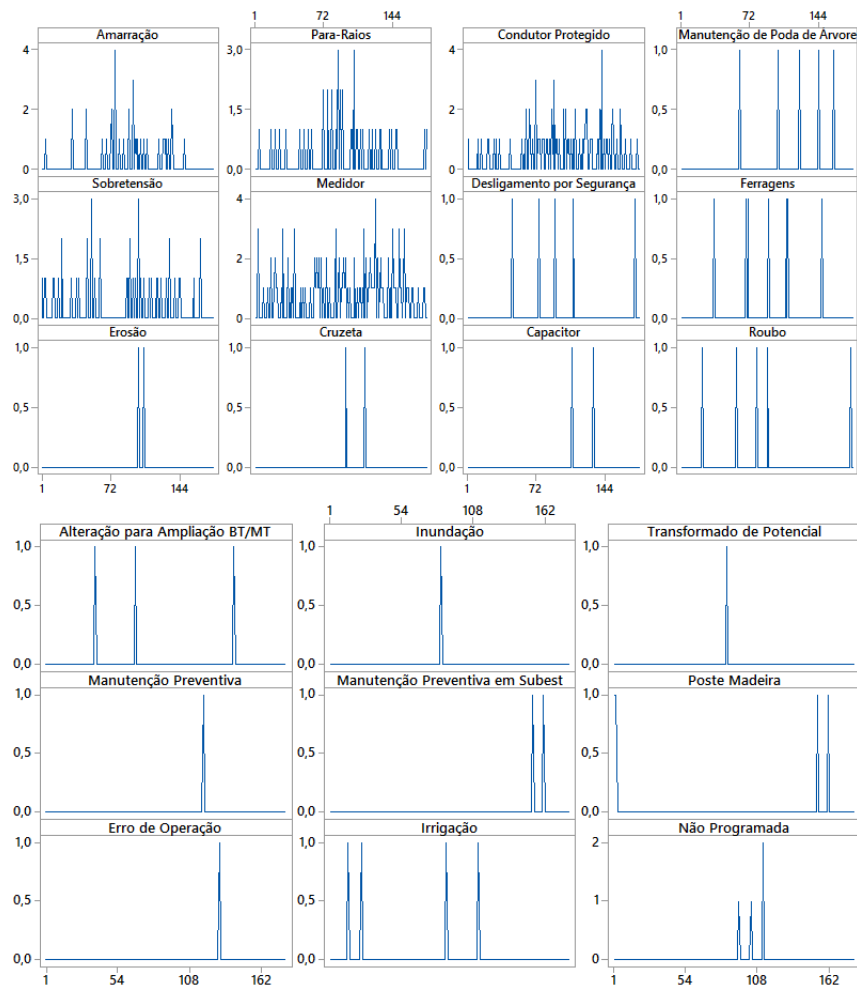 1 72 144 1 72 144
Amarração Para-Raios Condutor Protegido Manutenção de Poda de Árvore
4 3,0 4 1,0
2 1,5 2 0,5
0 0,0 0 0,0
Sobretensão Medidor Desligamento por Segurança Ferragens
3,0 4 1,0 1,0
1,5 2 0,5 0,5
0,0 0 0,0 0,0
Erosão Cruzeta Capacitor Roubo
1,0 1,0 1,0 1,0
0,5 0,5 0,5 0,5
0,0 0,0 0,0 0,0
1 72 144 1 72 144
1 54 108 162
Alteração para Ampliação BT/MT Inundação Transformado de Potencial
1,0 1,0 1,0
0,5 0,5 0,5
0,0 0,0 0,0
Manutenção Preventiva Manutenção Preventiva em Subest Poste Madeira
1,0 1,0 1,0
0,5 0,5 0,5
0,0 0,0 0,0
Erro de Operação Irrigação Não Programada
1,0 1,0 2
0,5 0,5 1
0,0 0,0 0
1 54 108 162 1 54 108 162